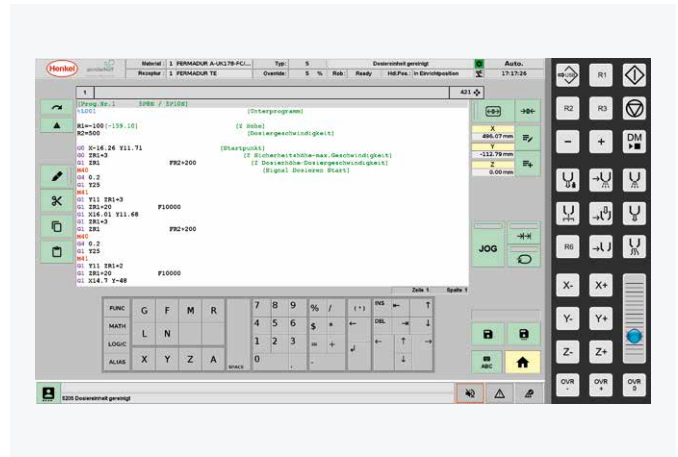 Henkel
sonderhoff
Material: 1 PERMADUR A-UK178-FC/... Typ: S Dosiereinheit gereinigt Auto.
Rezeptur: 1 PERMADUR TE Override: 5 % Rob: Ready Hdl.Pos.: in Einrichtposition 17:17:26
1 421
[Prog.Nr.1 SPRN / SPION]
%L001 [Unterprogramm]
R1=-100[-159.10] [Z Höhe]
R2=500 [Dosiergeschwindigkeit]
G0 X-16.26 Y11.71 [Startpunkt]
G0 ZR1+3 [Z Sicherheitshöhe-max.Geschwindigkeit]
G1 ZR1 FR2+200 [Z Dosierhöhe-Dosiergeschwindigkeit]
M40 [Signal Dosieren Start]
G4 0.2
G1 Y25
M41
G1 Y11 ZR1+3
G1 ZR1+20 F10000
G1 X16.01 Y11.68
G1 ZR1+3
G1 ZR1 FR2+200
M40
G4 0.2
G1 Y25
M41
G1 Y11 ZR1+2
G1 ZR1+20 F10000
G1 X14.7 Y-48
Zeile 1 Spalte 1
X
496.07 mm
Y
-112.79 mm
Z
0.00 mm
JOG
FUNC G F M R 7 8 9 % / ( * ) INS
MATH 4 5 6 $ * DEL
L N
LOGIC 1 2 3 = +
ALIAS X Y Z A SPACE 0 . -
ABC
5205 Dosiereinheit gereinigt
R1
R2 R3
- + DM
R6
X- X+
Y- Y+
Z- Z+
OVR - OVR + OVR 0